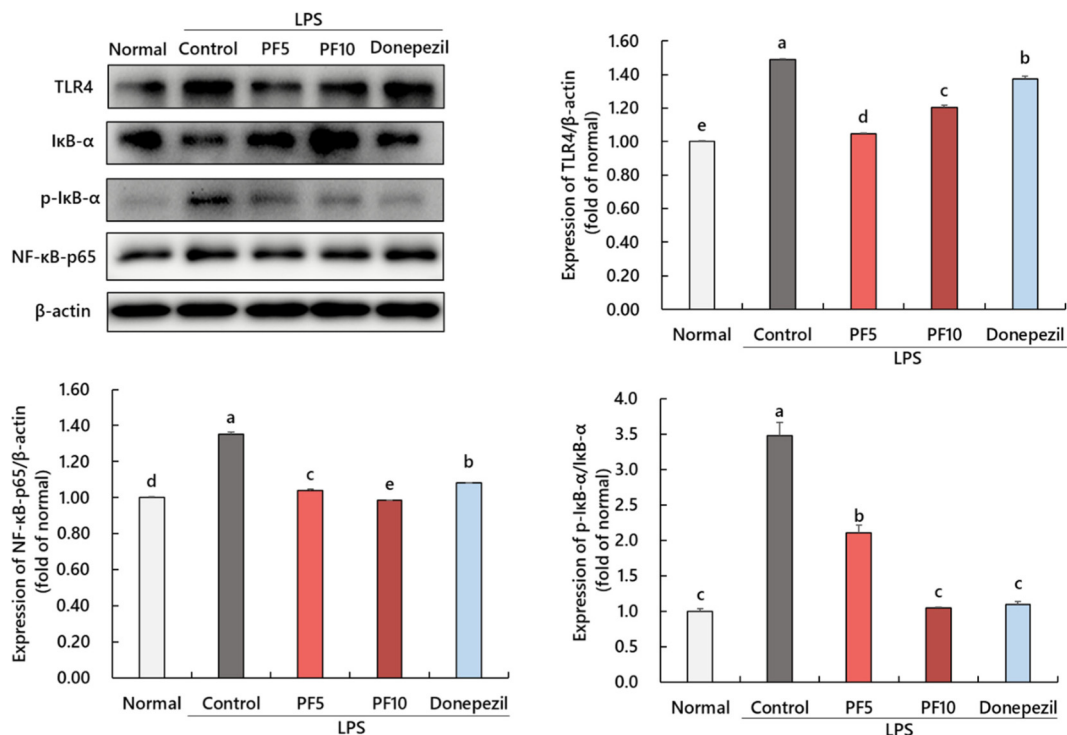 LPS
Normal Control PF5 PF10 Donepezil
TLR4
IκB-α
p-IκB-α
NF-κB-p65
β-actin
Expression of TLR4/β-actin
(fold of normal)
1.60
1.40
1.20
1.00
0.80
0.60
0.40
0.20
0.00
e
a
d
c
b
Normal Control PF5 PF10 Donepezil
LPS
Expression of NF-κB-p65/β-actin
(fold of normal)
1.60
1.40
1.20
1.00
0.80
0.60
0.40
0.20
0.00
d
a
c
e
b
Normal Control PF5 PF10 Donepezil
LPS
Expression of p-IκB-α/IκB-α
(fold of normal)
4.0
3.5
3.0
2.5
2.0
1.5
1.0
0.5
0.0
c
a
b
c
c
Normal Control PF5 PF10 Donepezil
LPS